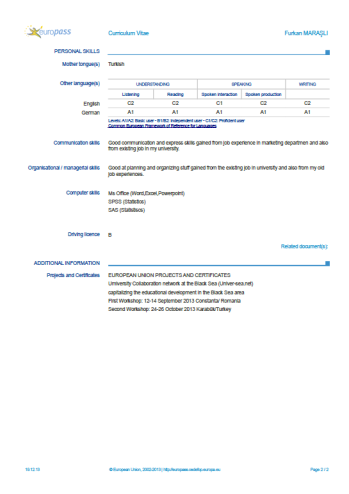 europass
Curriculum Vitae
Furkan MARAŞLI
PERSONAL SKILLS
Mother tongue(s) Turkish
Other language(s) UNDERSTANDING SPEAKING WRITING
Listening Reading Spoken interaction Spoken production
English C2 C2 C1 C2 C2
German A1 A1 A1 A1 A1
Levels: A1/A2: Basic user - B1/B2: Independent user - C1/C2: Proficient user
Common European Framework of Reference for Languages
Communication skills Good communication and express skills gained from job experience in marketing departmen and also
from existing job in my university.
Organisational / managerial skills Good at planning and organizing stuff gained from the existing job in university and also from my old
job experiences.
Computer skills Ms Office (Word,Excel,Powerpoint)
SPSS (Statistics)
SAS (Statistics)
Driving licence B
Related document(s):
ADDITIONAL INFORMATION
Projects and Certificates EUROPEAN UNION PROJECTS AND CERTIFICATES
University Collaboration network at the Black Sea (Univer-sea.net)
capitalizing the educational development in the Black Sea area
First Workshop: 12-14 September 2013 Constanta/ Romania
Second Workshop: 24-26 October 2013 Karabük/Turkey
© European Union, 2002-2013 |
Page 2 / 2